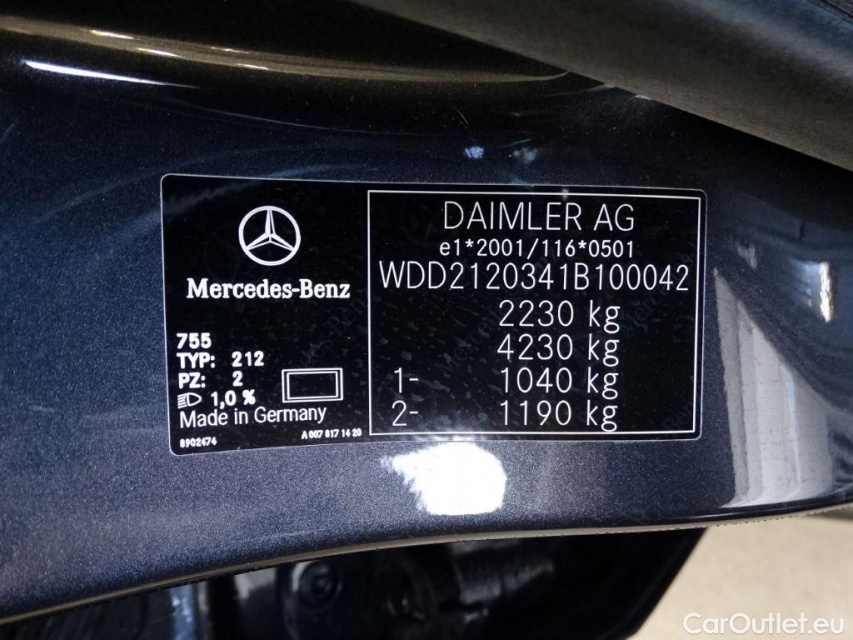 Mercedes-Benz
755
TYP: 212
PZ: 2
1,0 %
Made in Germany
8902474 A 007 817 14 20
DAIMLER AG
e1*2001/116*0501
WDD2120341B100042
2230 kg
4230 kg
1- 1040 kg
2- 1190 kg
CarOutlet.eu